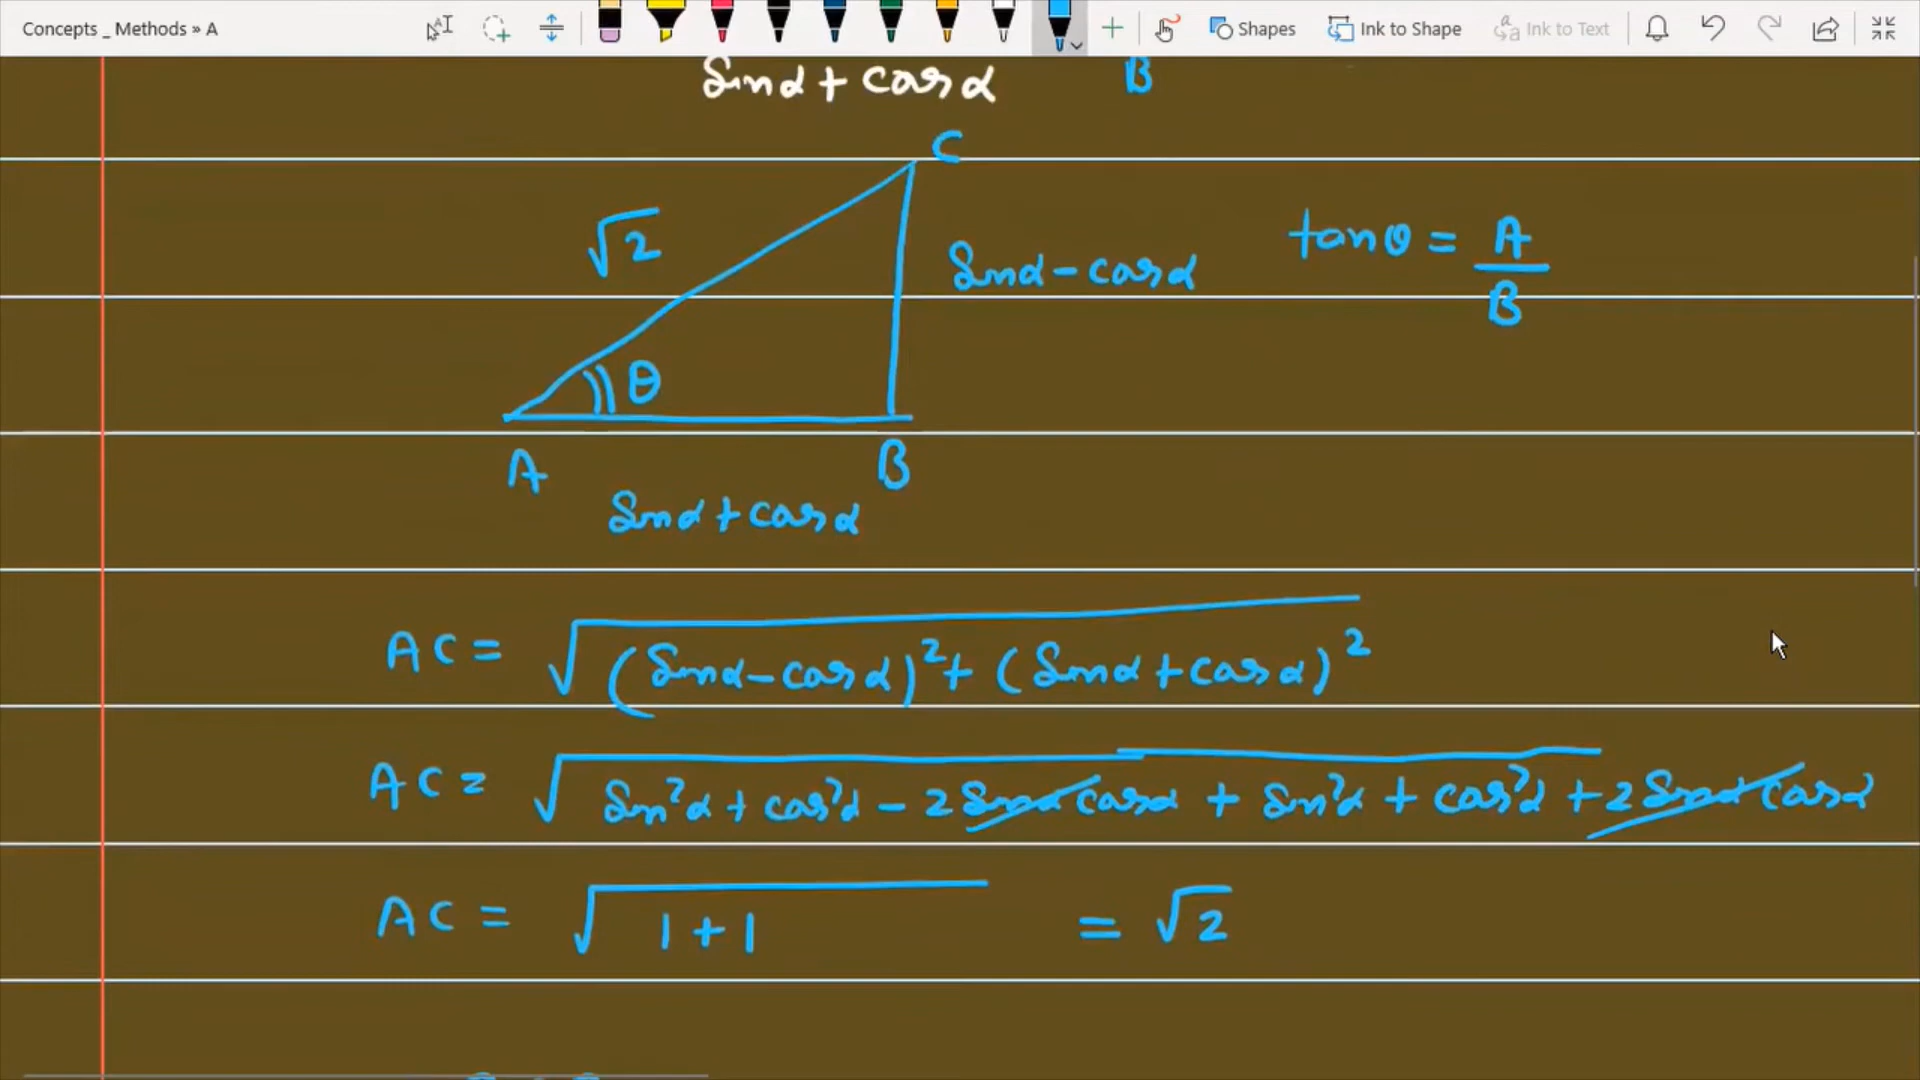 Concepts _ Methods » A
Shapes Ink to Shape Ink to Text
Sinα + cosα B
C
√2
Sinα - cosα
tanθ = A
B
θ
A B
Sinα + cosα
AC = √(Sinα - cosα)² + (Sinα + cosα)²
AC = √Sin²α + cos²α - 2 Sinα cosα + Sin²α + cos²α + 2 Sinα cosα
AC = √1 + 1 = √2